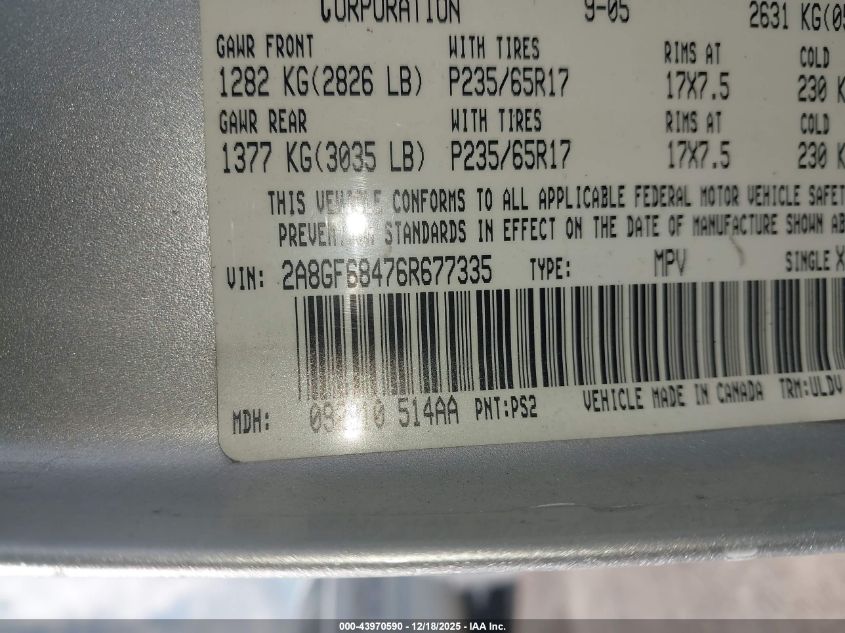 CORPORATION 9-05 2631 KG(05
GAWR FRONT WITH TIRES RIMS AT COLD
1282 KG(2826 LB) P235/65R17 17X7.5 230 K
GAWR REAR WITH TIRES RIMS AT COLD
1377 KG(3035 LB) P235/65R17 17X7.5 230 K
THIS VEHICLE CONFORMS TO ALL APPLICABLE FEDERAL MOTOR VEHICLE SAFET
PREVENTION STANDARDS IN EFFECT ON THE DATE OF MANUFACTURE SHOWN AB
VIN: 2A8GF68476R677335 TYPE: MPV SINGLE X
MDH: 514AA PNT:PS2 VEHICLE MADE IN CANADA TRM:ULDV
000-43970590 - 12/18/2025 - IAA Inc.